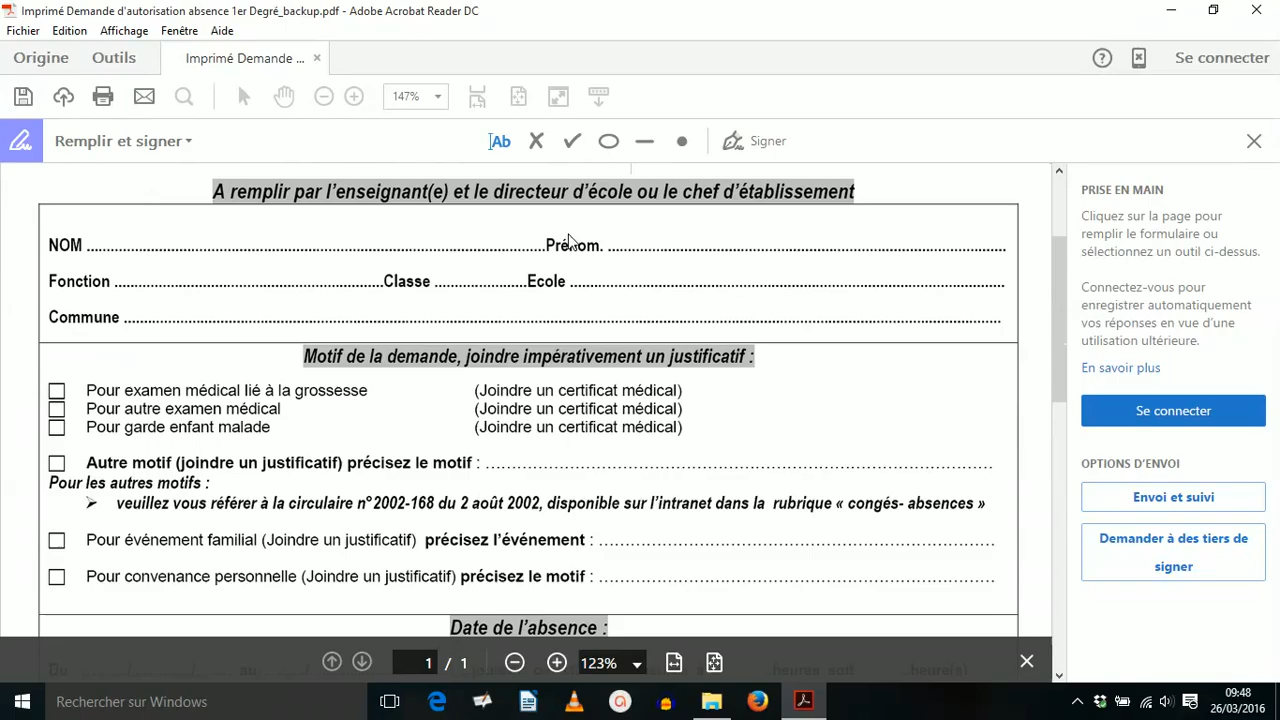 Imprimé Demande d'autorisation absence 1er Degré_backup.pdf - Adobe Acrobat Reader DC
Fichier Edition Affichage Fenêtre Aide
Origine Outils Imprimé Demande ... × Se connecter
147%
Remplir et signer Ab Signer
A remplir par l'enseignant(e) et le directeur d'école ou le chef d'établissement
NOM ........................ Prénom. ........................
Fonction ........................ Classe ............ Ecole ........................
Commune ........................
Motif de la demande, joindre impérativement un justificatif :
Pour examen médical lié à la grossesse (Joindre un certificat médical)
Pour autre examen médical (Joindre un certificat médical)
Pour garde enfant malade (Joindre un certificat médical)
Autre motif (joindre un justificatif) précisez le motif : ........................
Pour les autres motifs :
➢ veuillez vous référer à la circulaire n°2002-168 du 2 août 2002, disponible sur l'intranet dans la rubrique « congés- absences »
Pour événement familial (Joindre un justificatif) précisez l'événement : ........................
Pour convenance personnelle (Joindre un justificatif) précisez le motif : ........................
Date de l'absence :
1 / 1 123%
PRISE EN MAIN
Cliquez sur la page pour
remplir le formulaire ou
sélectionnez un outil ci-dessus.
Connectez-vous pour
enregistrer automatiquement
vos réponses en vue d'une
utilisation ultérieure.
En savoir plus
Se connecter
OPTIONS D'ENVOI
Envoi et suivi
Demander à des tiers de
signer
Rechercher sur Windows
09:48
26/03/2016